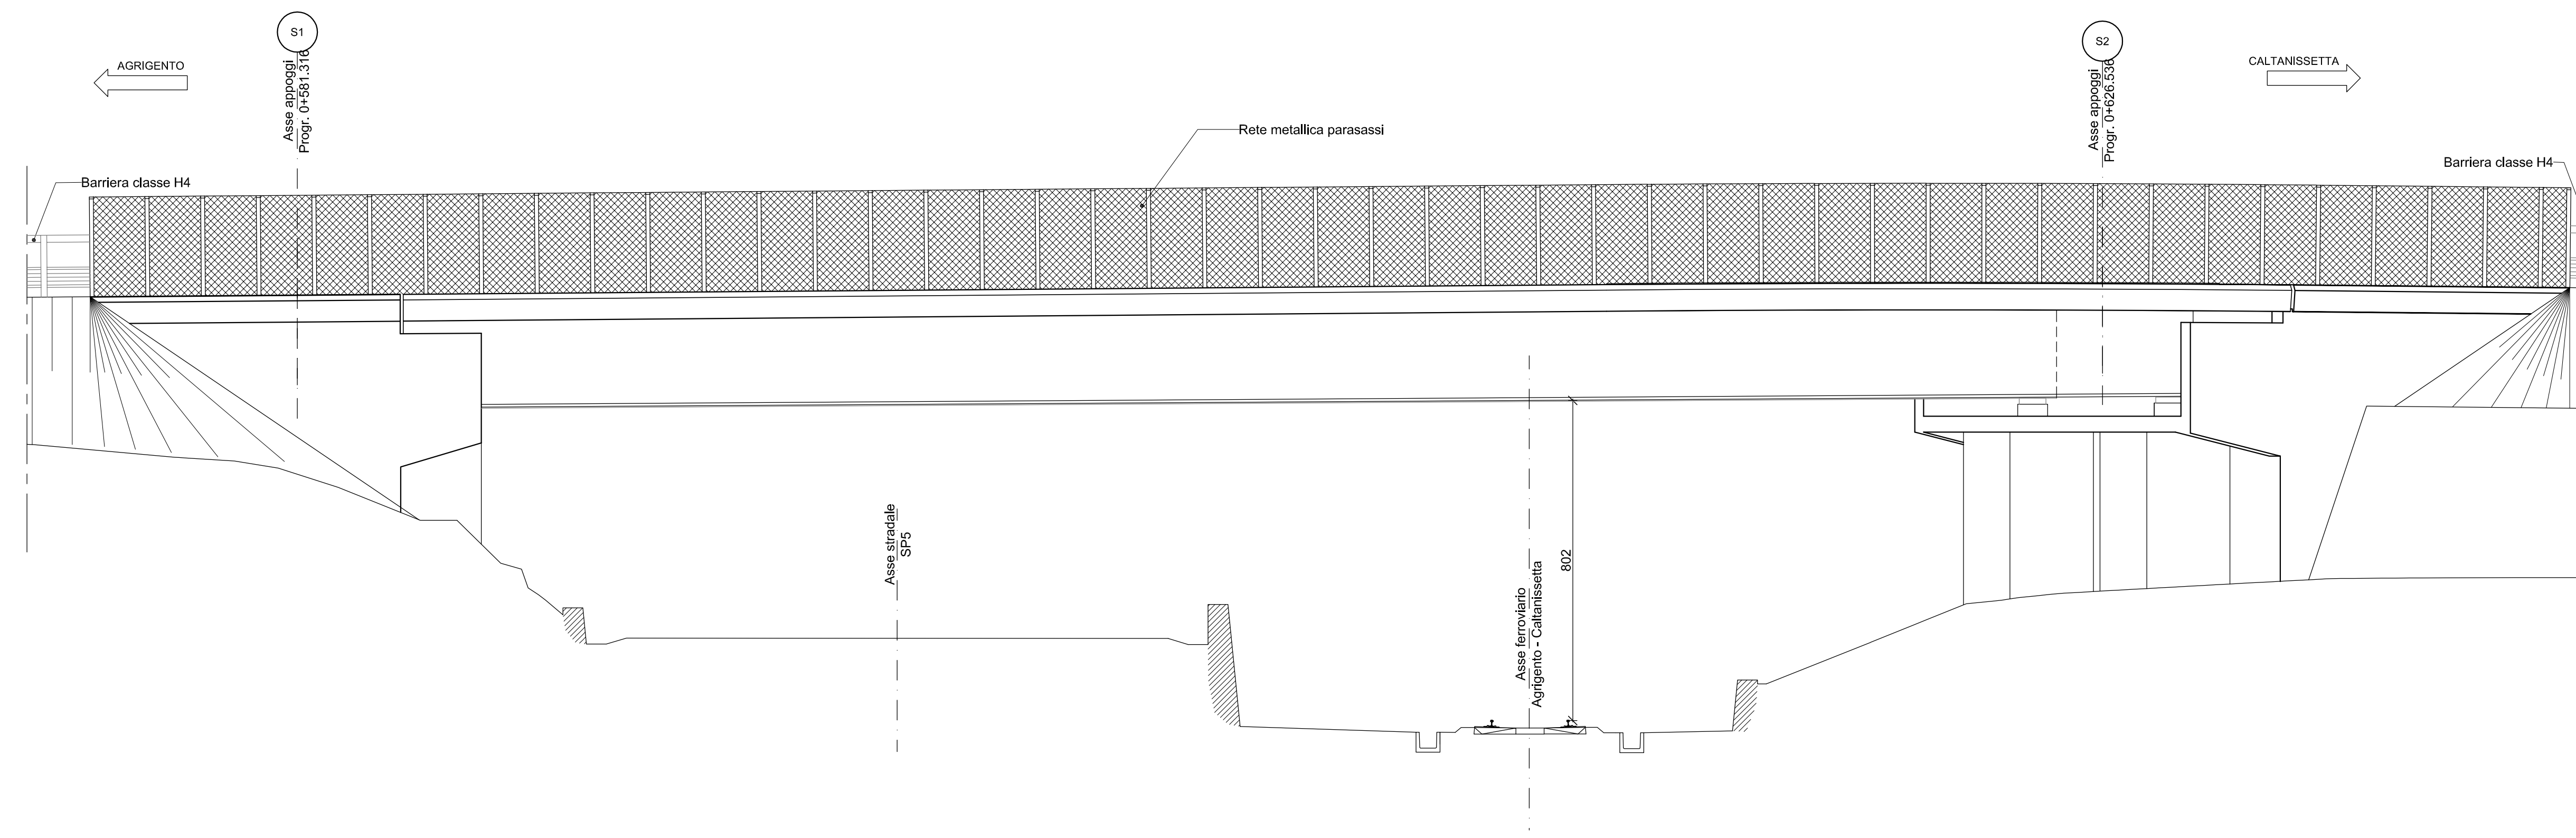 S1
S2
AGRIGENTO
CALTANISSETTA
Asse appoggi
Progr. 0+581.316
Asse appoggi
Progr. 0+626.536
Rete metallica parasassi
Barriera classe H4
Barriera classe H4
Asse stradale
SP5
802
Asse ferroviario
Agrigento - Caltanissetta